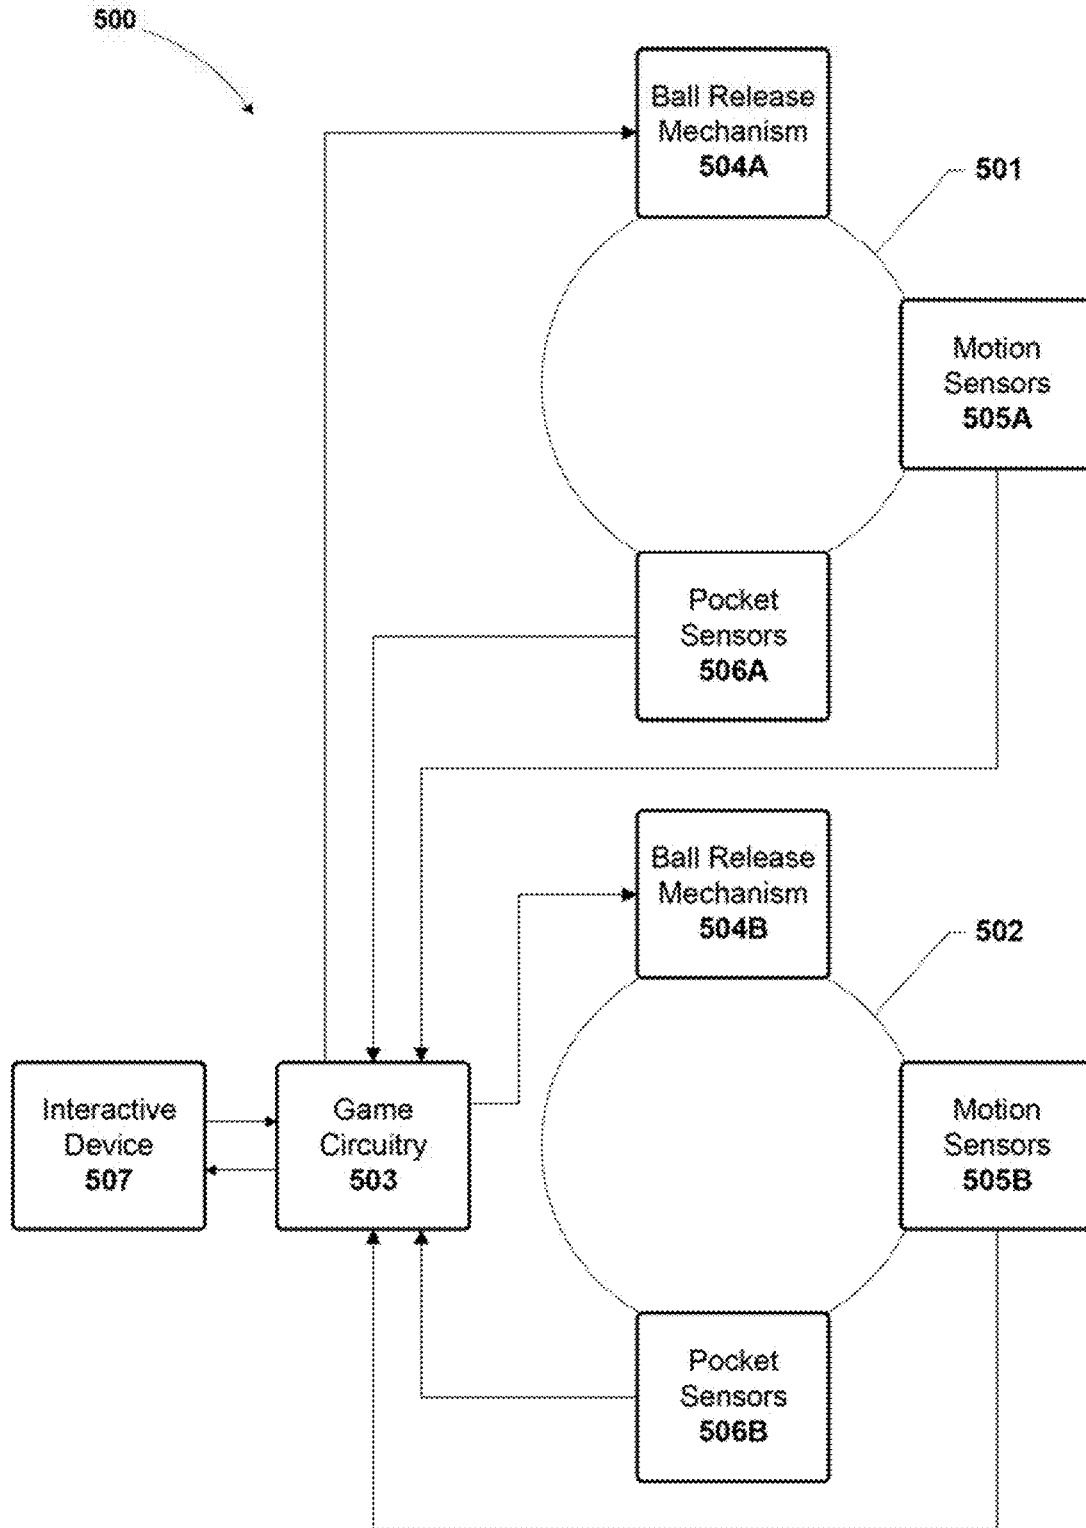 500
Ball Release
Mechanism
504A
501
Motion
Sensors
505A
Pocket
Sensors
506A
Ball Release
Mechanism
504B
502
Interactive
Device
507
Game
Circuitry
503
Motion
Sensors
505B
Pocket
Sensors
506B